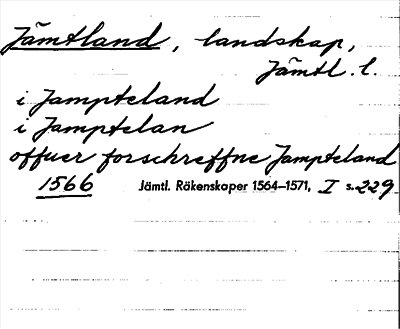 Jämtland, landskap,
Jämtl. l.
i Jampteland
i Jamptelan
offuer forschreffne Jampteland
1566 Jämtl. Räkenskaper 1564—1571, I s. 229